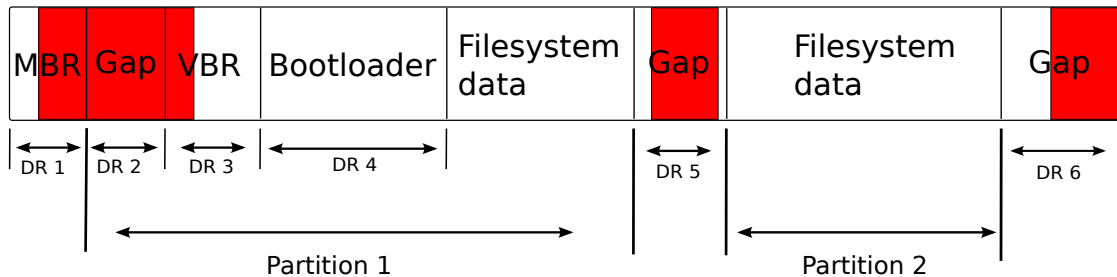 MBR
Gap
VBR
Bootloader
Filesystem
data
Gap
Filesystem
data
Gap
DR 1
DR 2
DR 3
DR 4
DR 5
DR 6
Partition 1
Partition 2